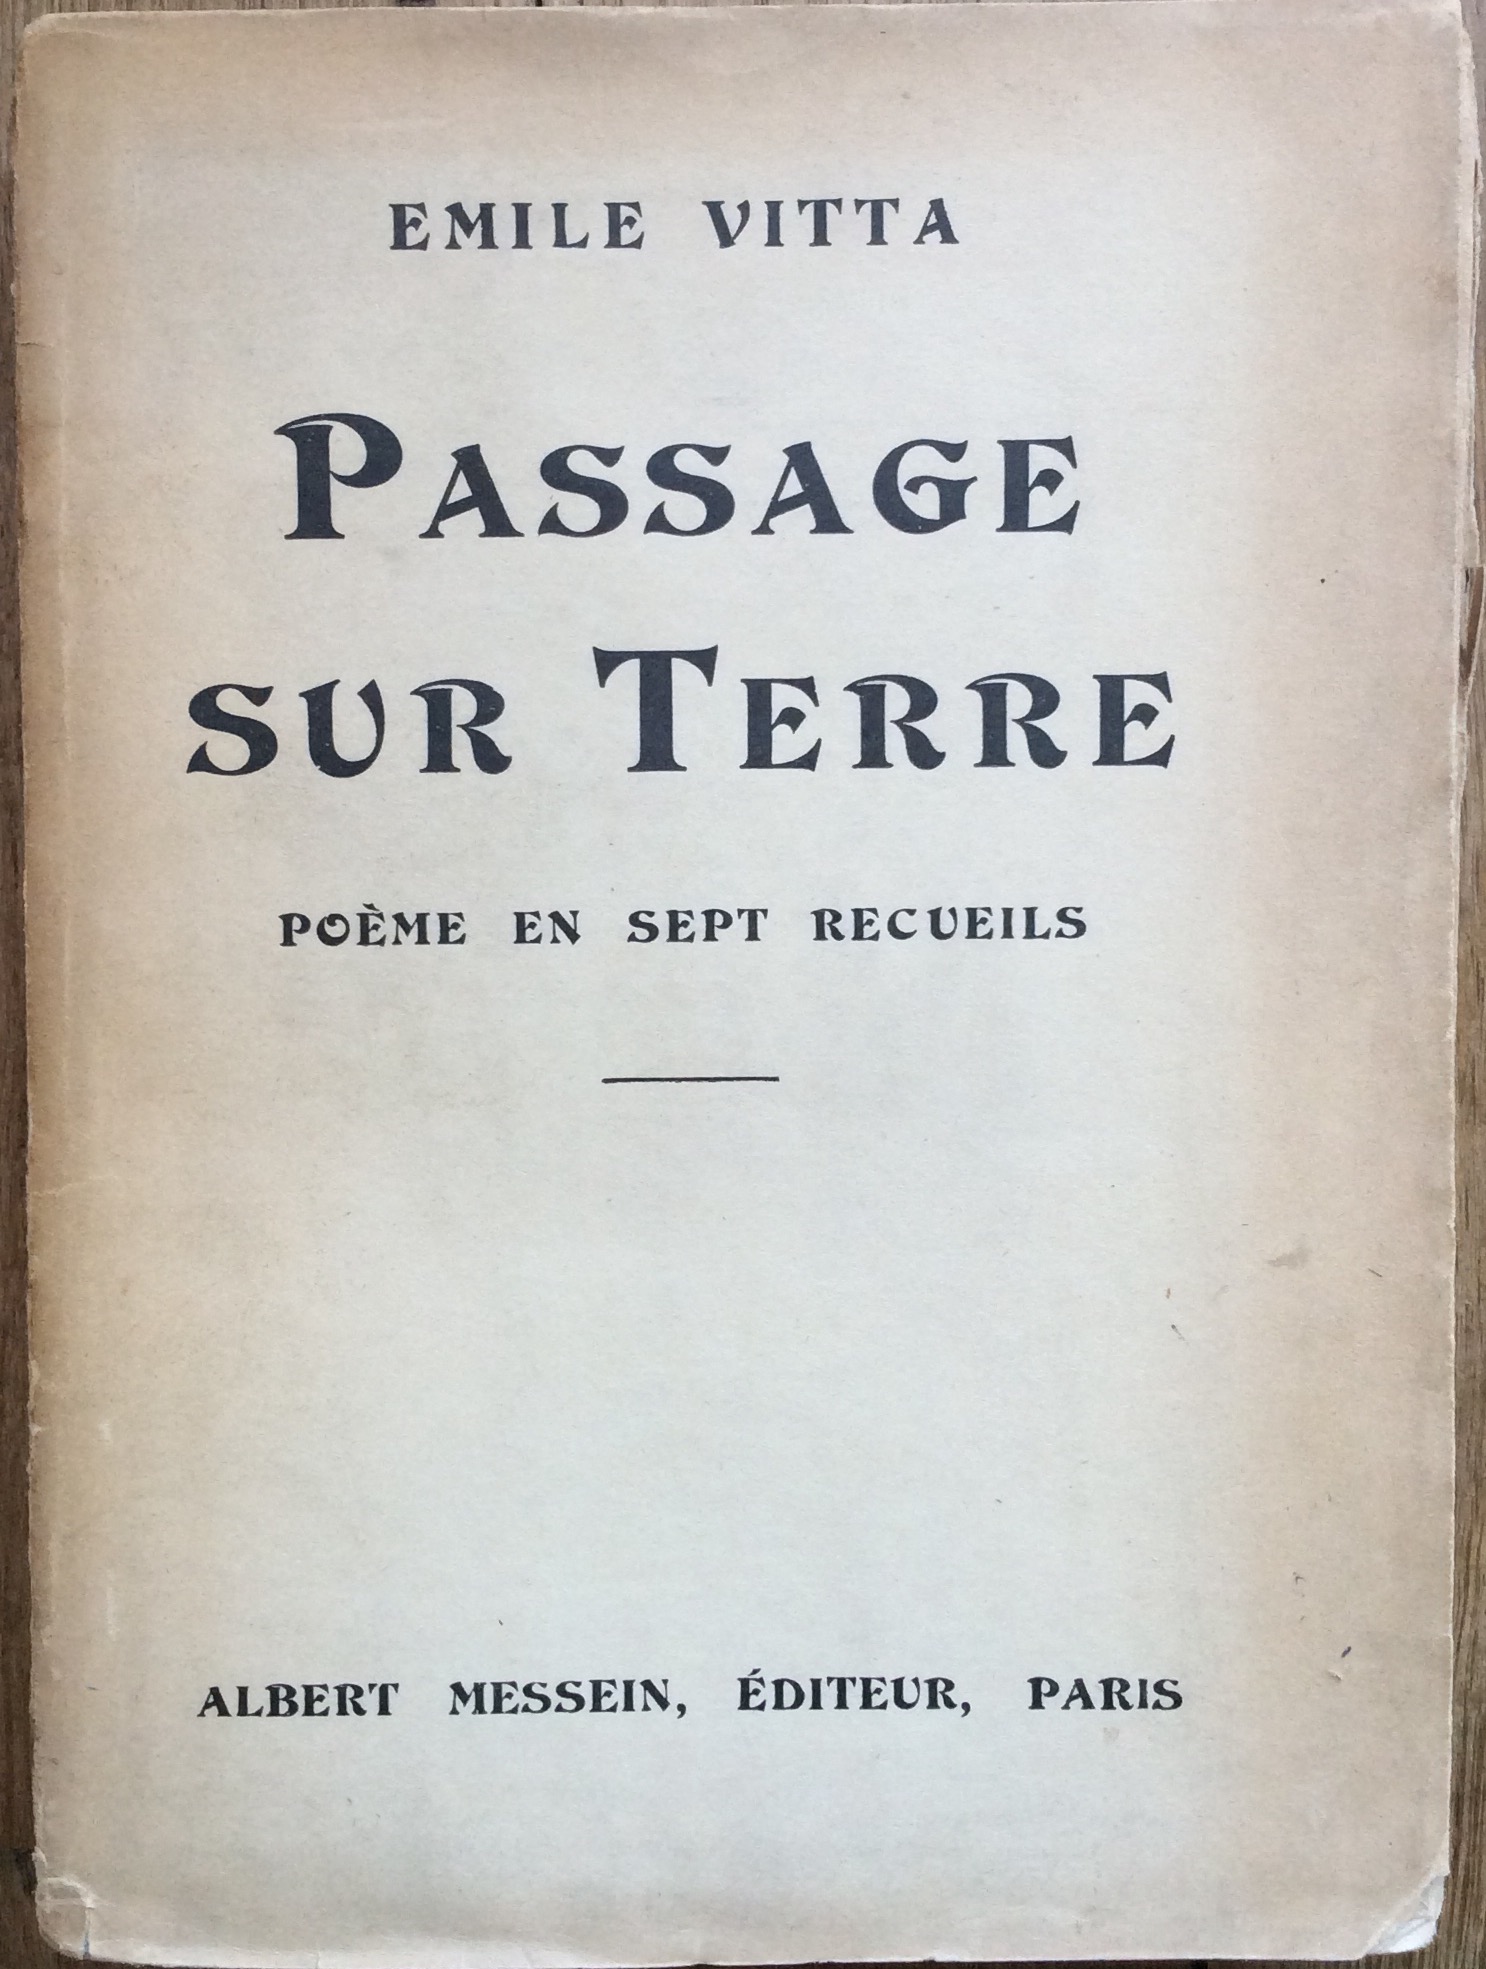 EMILE VITTA
PASSAGE
SUR TERRE
POÈME EN SEPT RECUEILS
ALBERT MESSEIN, ÉDITEUR, PARIS